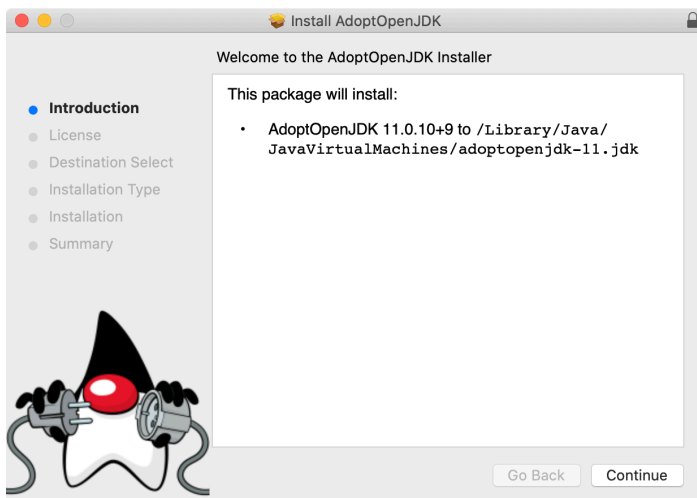 Install AdoptOpenJDK
Welcome to the AdoptOpenJDK Installer
Introduction
License
Destination Select
Installation Type
Installation
Summary
This package will install:
• AdoptOpenJDK 11.0.10+9 to /Library/Java/
JavaVirtualMachines/adoptopenjdk-11.jdk
Go Back
Continue